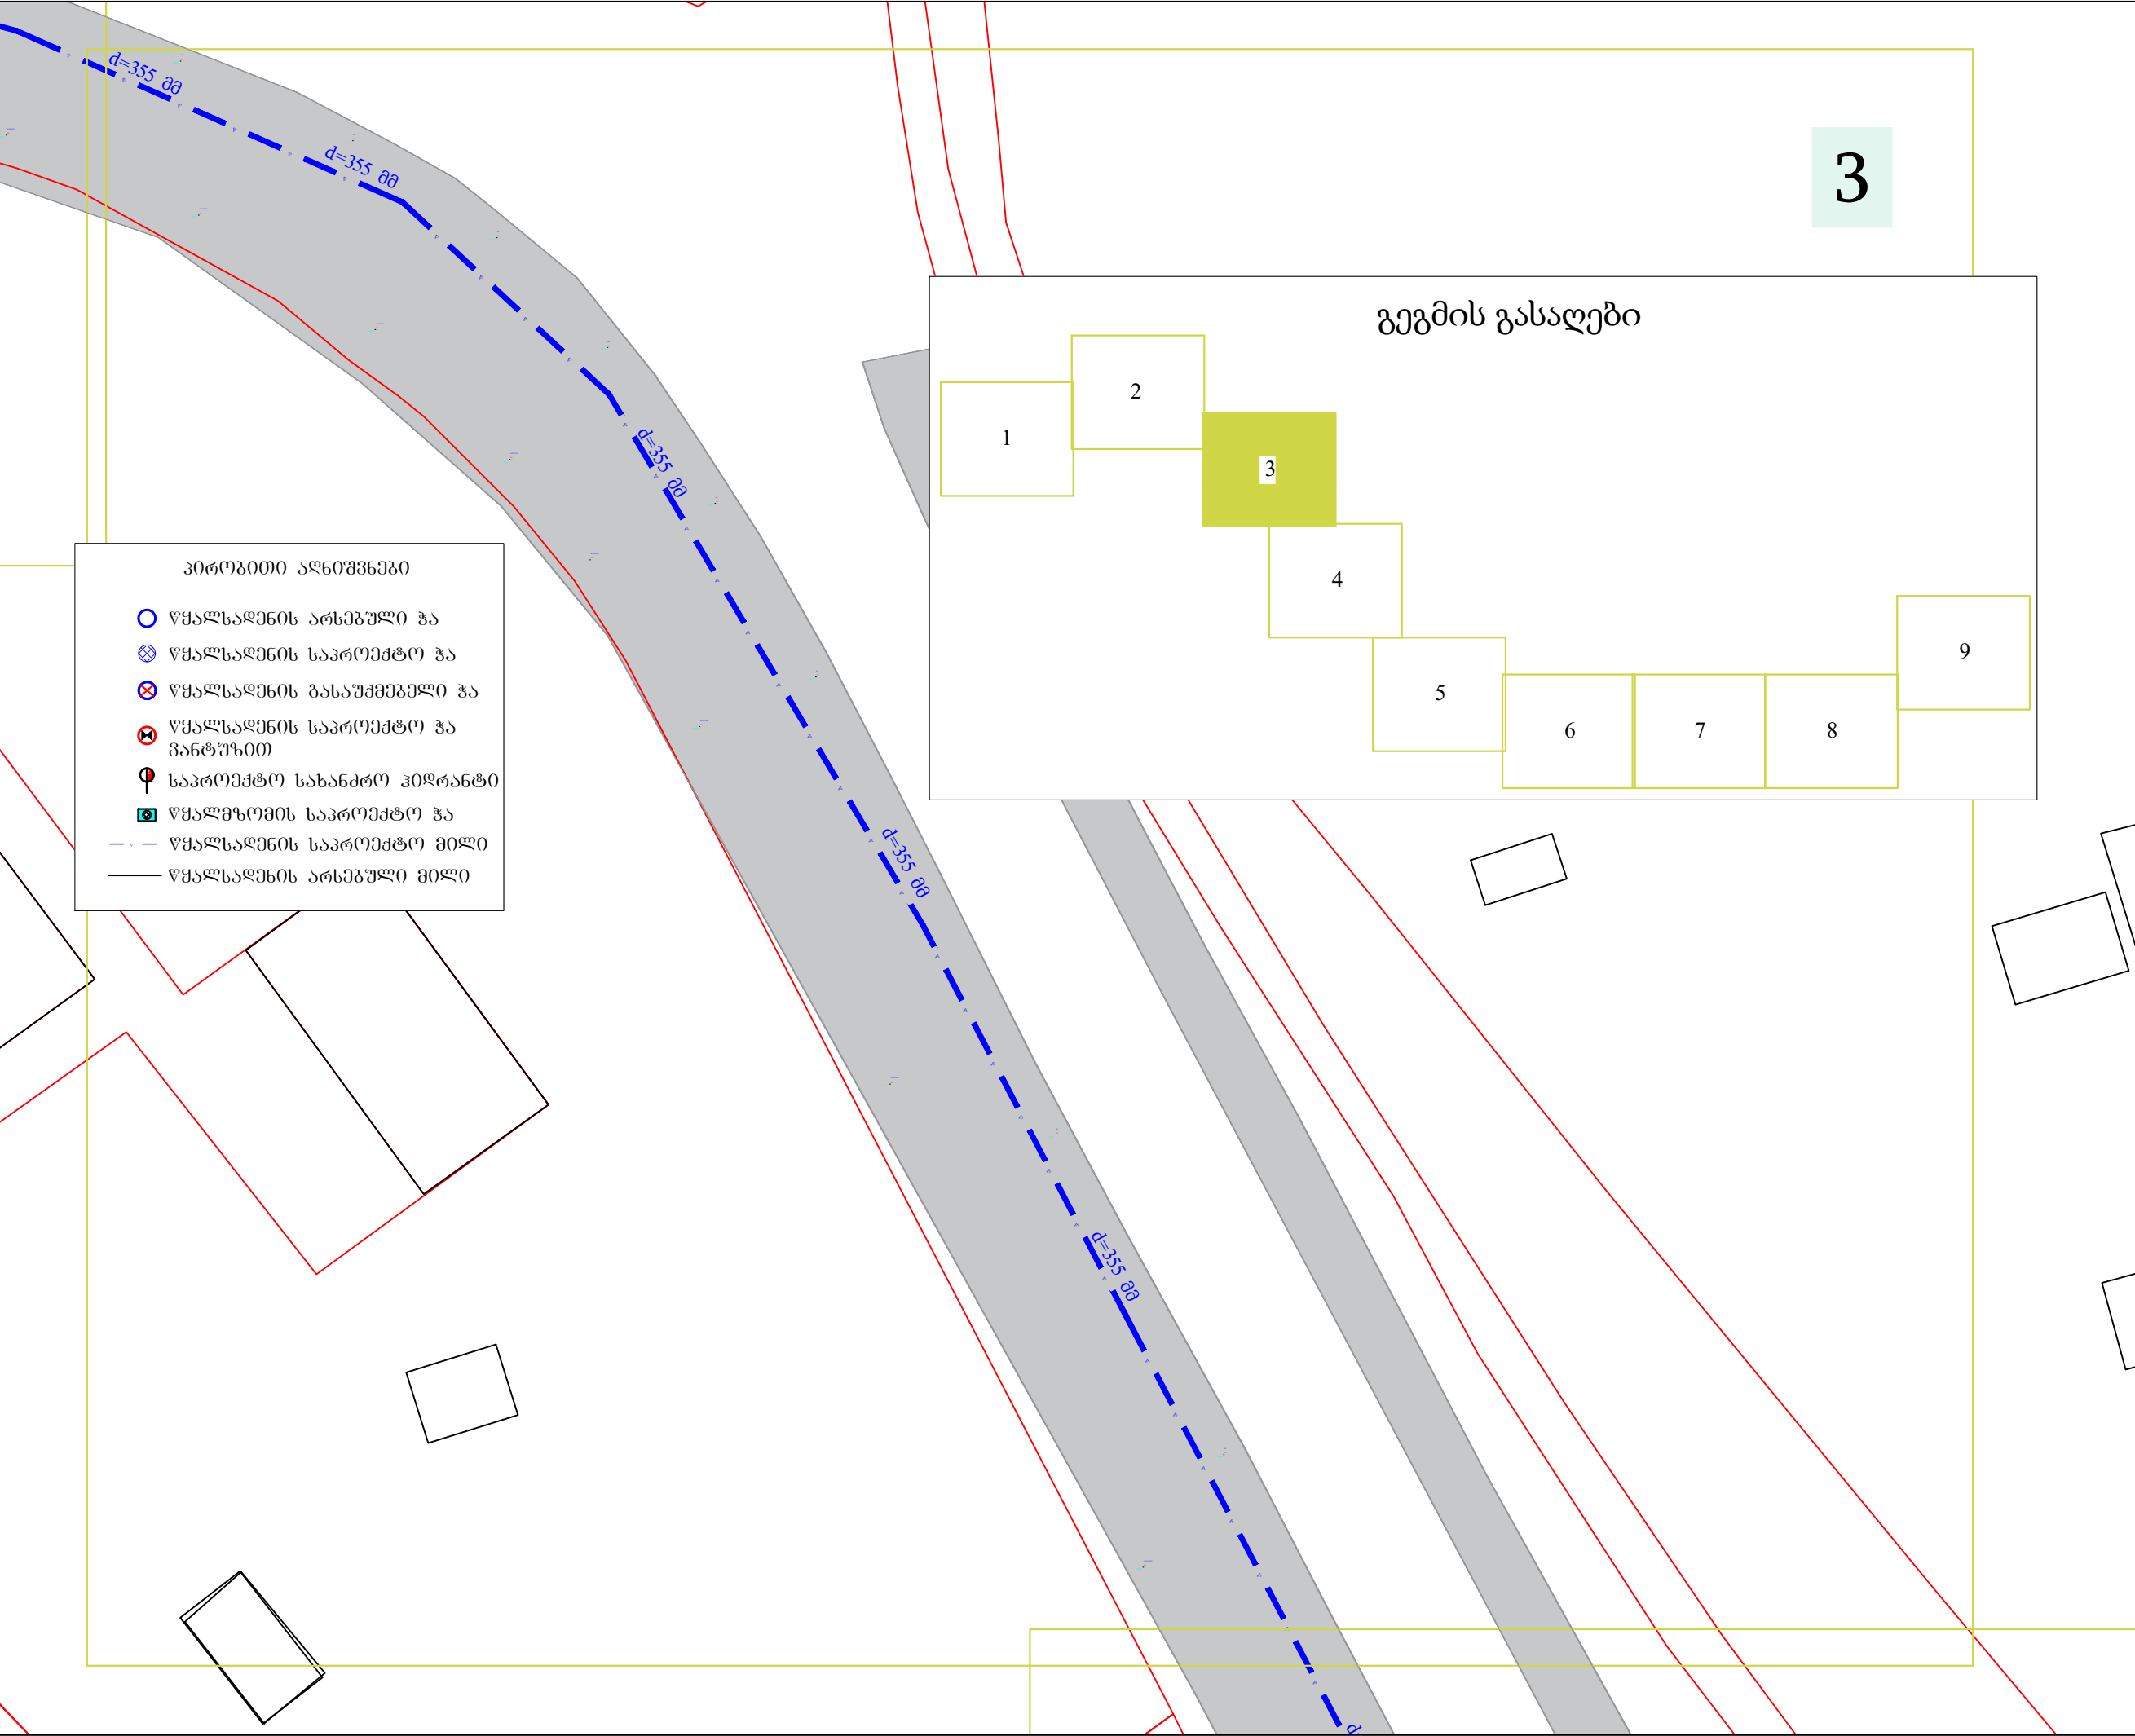 d=355 მმ
d=355 მმ
3
გეგმის გასაღები
2
1
3
d=355 მმ
4
პირობითი აღნიშვნები
წყალსადენის არსებული ჭა
წყალსადენის საპროექტო ჭა
9
წყალსადენის გასაუქმებელი ჭა
5
წყალსადენის საპროექტო ჭა
ვანტუზით
6
7
8
საპროექტო სახანძრო ჰიდრანტი
წყალმზომის საპროექტო ჭა
წყალსადენის საპროექტო მილი
წყალსადენის არსებული მილი
d=355 მმ
d=355 მმ